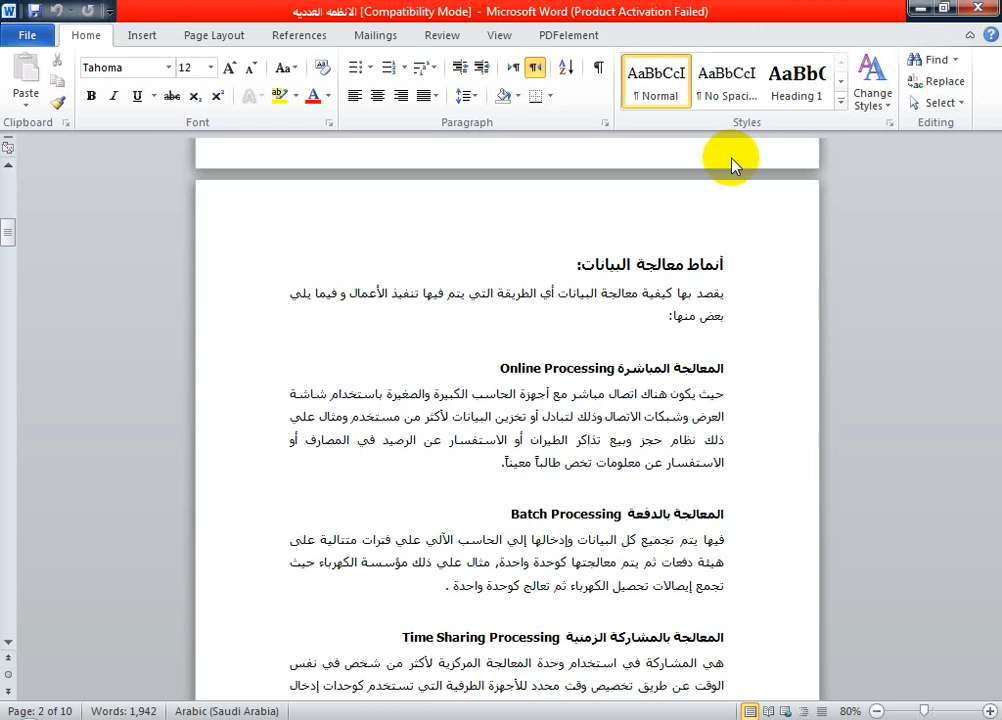 الانظمه العدديه [Compatibility Mode] - Microsoft Word (Product Activation Failed)
File Home Insert Page Layout References Mailings Review View PDFelement
Tahoma 12 Aa
Paste B I U abc x₂ x² A ab A
AaBbCcI AaBbCcI AaBbC
¶ Normal ¶ No Spaci... Heading 1
Change Styles
Find
Replace
Select
Clipboard Font Paragraph Styles Editing
أنماط معالجة البيانات:
يقصد بها كيفية معالجة البيانات أي الطريقة التي يتم فيها تنفيذ الأعمال و فيما يلي
بعض منها:
المعالجة المباشرة Online Processing
حيث يكون هناك اتصال مباشر مع أجهزة الحاسب الكبيرة والصغيرة باستخدام شاشة
العرض وشبكات الاتصال وذلك لتبادل أو تخزين البيانات لأكثر من مستخدم ومثال علي
ذلك نظام حجز وبيع تذاكر الطيران أو الاستفسار عن الرصيد في المصارف أو
الاستفسار عن معلومات تخص طالباً معيناً.
المعالجة بالدفعة Batch Processing
فيها يتم تجميع كل البيانات وإدخالها إلي الحاسب الآلي علي فترات متتالية على
هيئة دفعات ثم يتم معالجتها كوحدة واحدة, مثال علي ذلك مؤسسة الكهرباء حيث
تجمع إيصالات تحصيل الكهرباء ثم تعالج كوحدة واحدة .
المعالجة بالمشاركة الزمنية Time Sharing Processing
هي المشاركة في استخدام وحدة المعالجة المركزية لأكثر من شخص في نفس
الوقت عن طريق تخصيص وقت محدد للأجهزة الطرفية التي تستخدم كوحدات إدخال
Page: 2 of 10 Words: 1,942 Arabic (Saudi Arabia) 80%